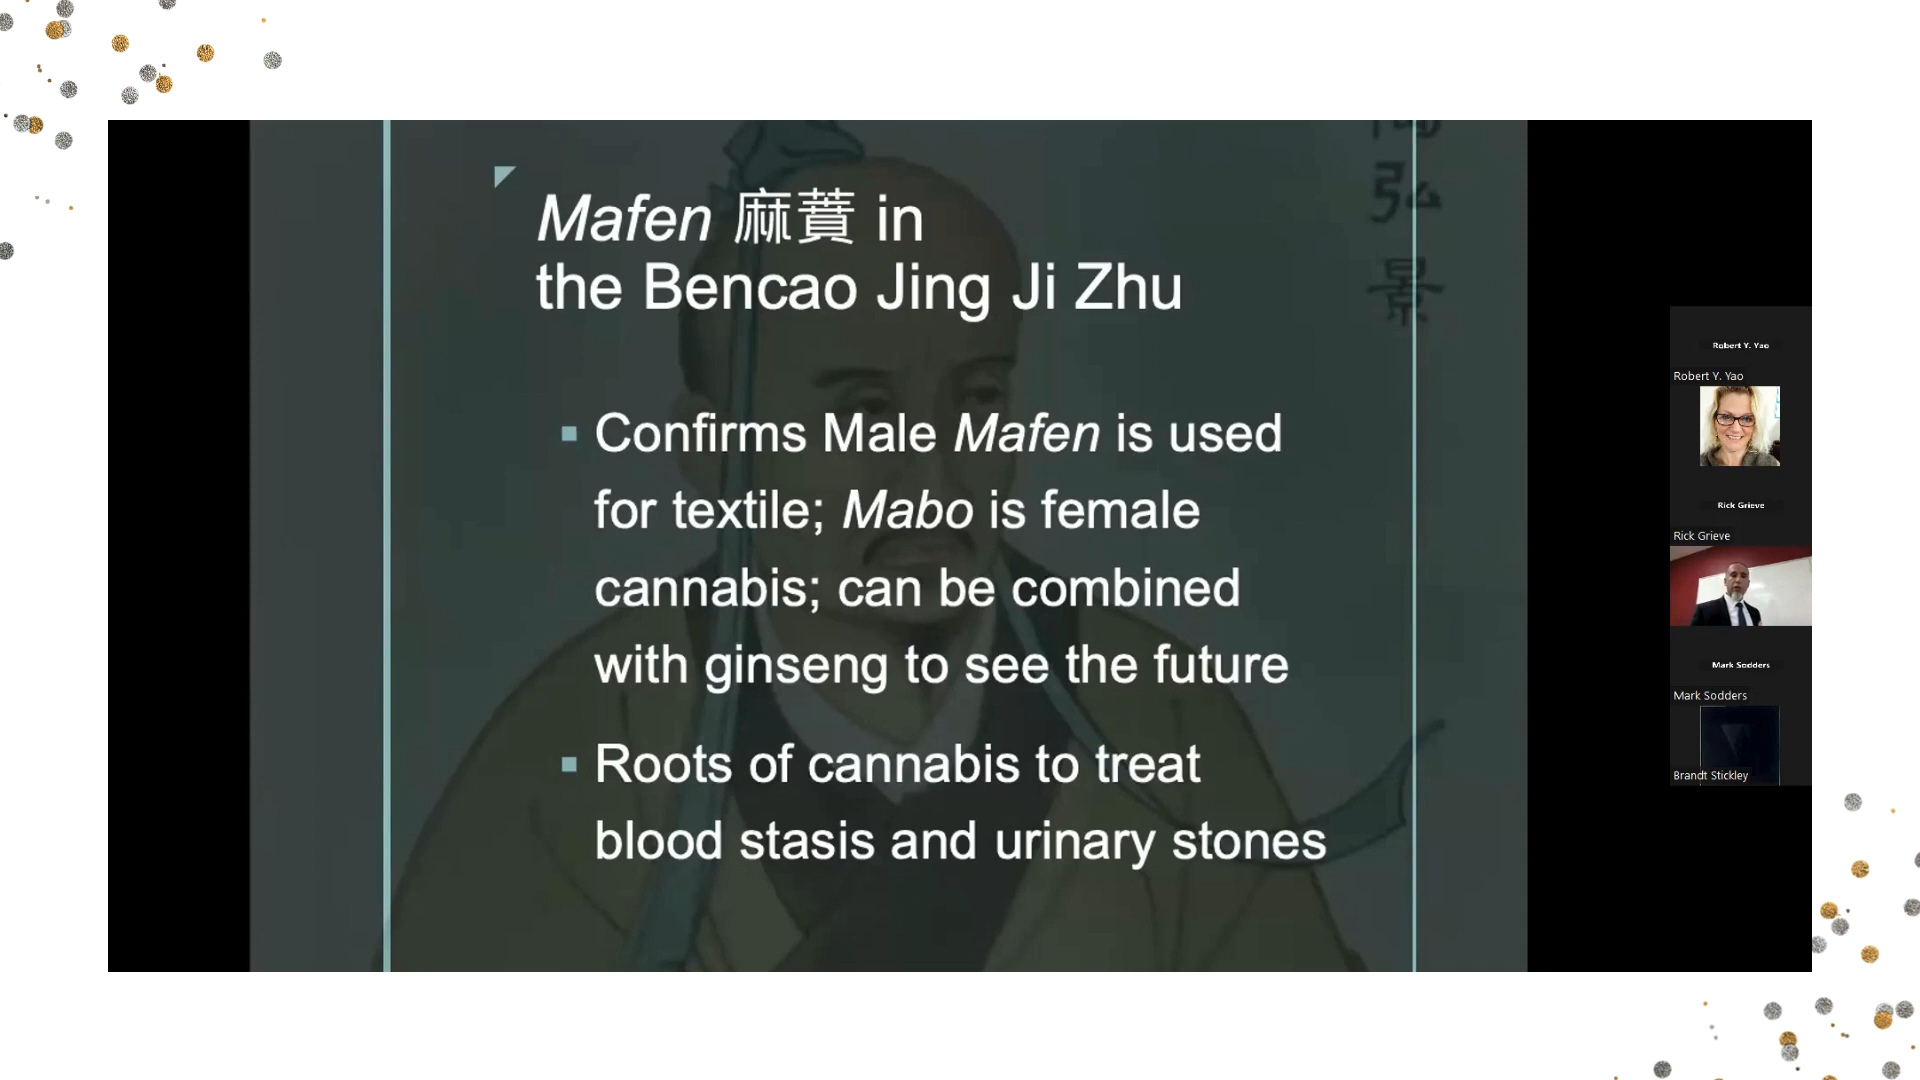 Mafen 麻蕡 in
the Bencao Jing Ji Zhu
Confirms Male Mafen is used
for textile; Mabo is female
cannabis; can be combined
with ginseng to see the future
Roots of cannabis to treat
blood stasis and urinary stones
弘
景
Robert Y. Yao
Robert Y. Yao
Rick Grieve
Rick Grieve
Mark Sodders
Mark Sodders
Brandt Stickley